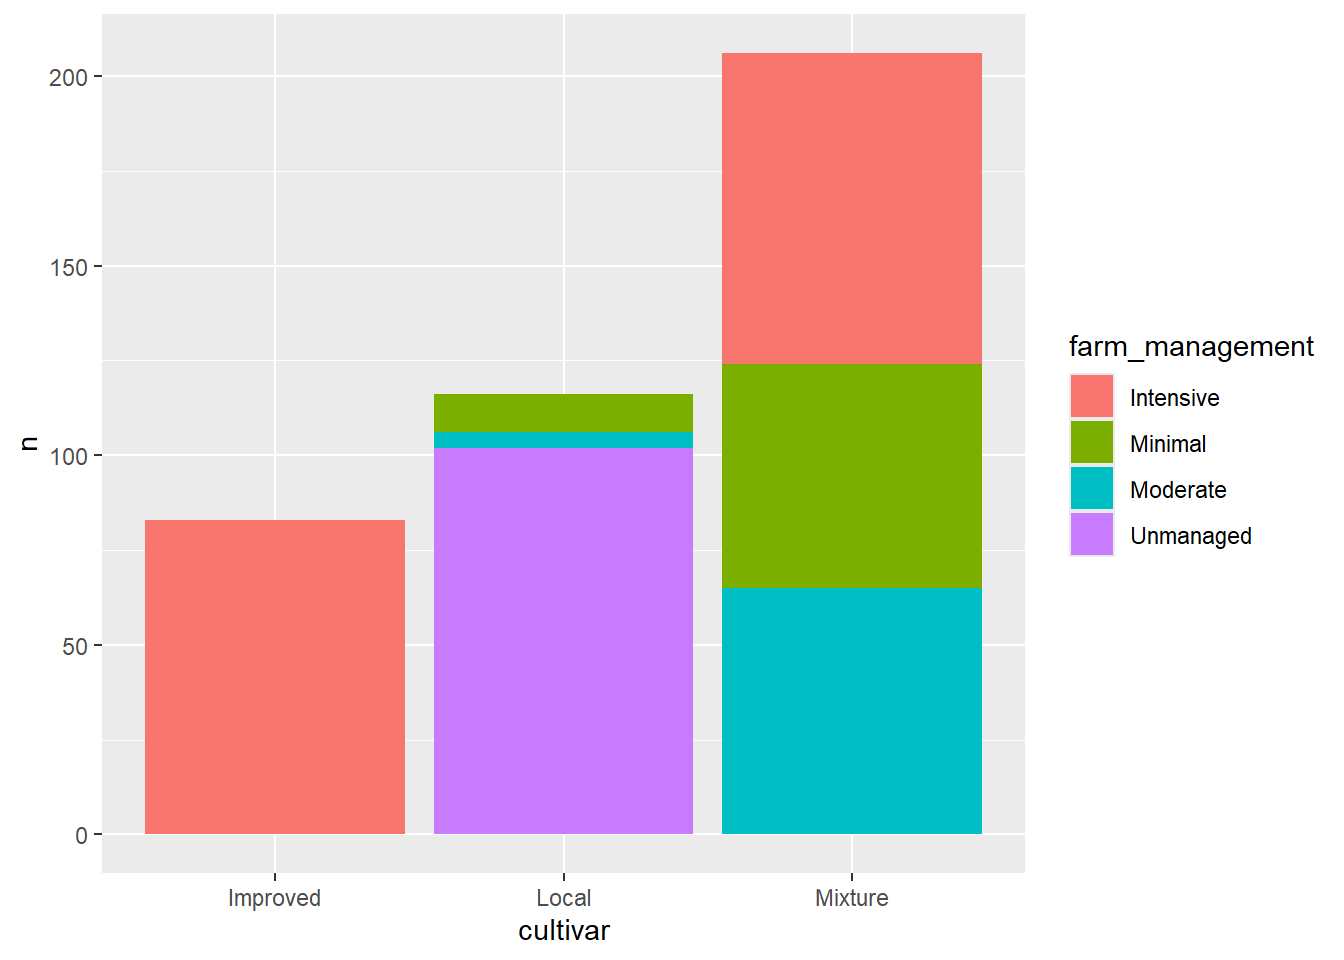 200
150
100
50
0
n
Improved
Local
Mixture
cultivar
farm_management
Intensive
Minimal
Moderate
Unmanaged